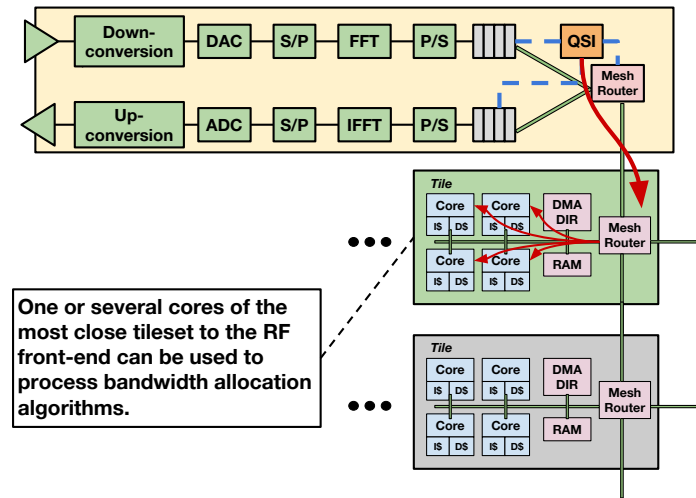 Down-
conversion
DAC
S/P
FFT
P/S
QSI
Mesh
Router
Up-
conversion
ADC
S/P
IFFT
P/S
Tile
Core
I$ D$
Core
I$ D$
DMA
DIR
Mesh
Router
Core
I$ D$
Core
I$ D$
RAM
One or several cores of the
most close tileset to the RF
front-end can be used to
process bandwidth allocation
algorithms.
Tile
Core
I$ D$
Core
I$ D$
DMA
DIR
Mesh
Router
Core
I$ D$
Core
I$ D$
RAM